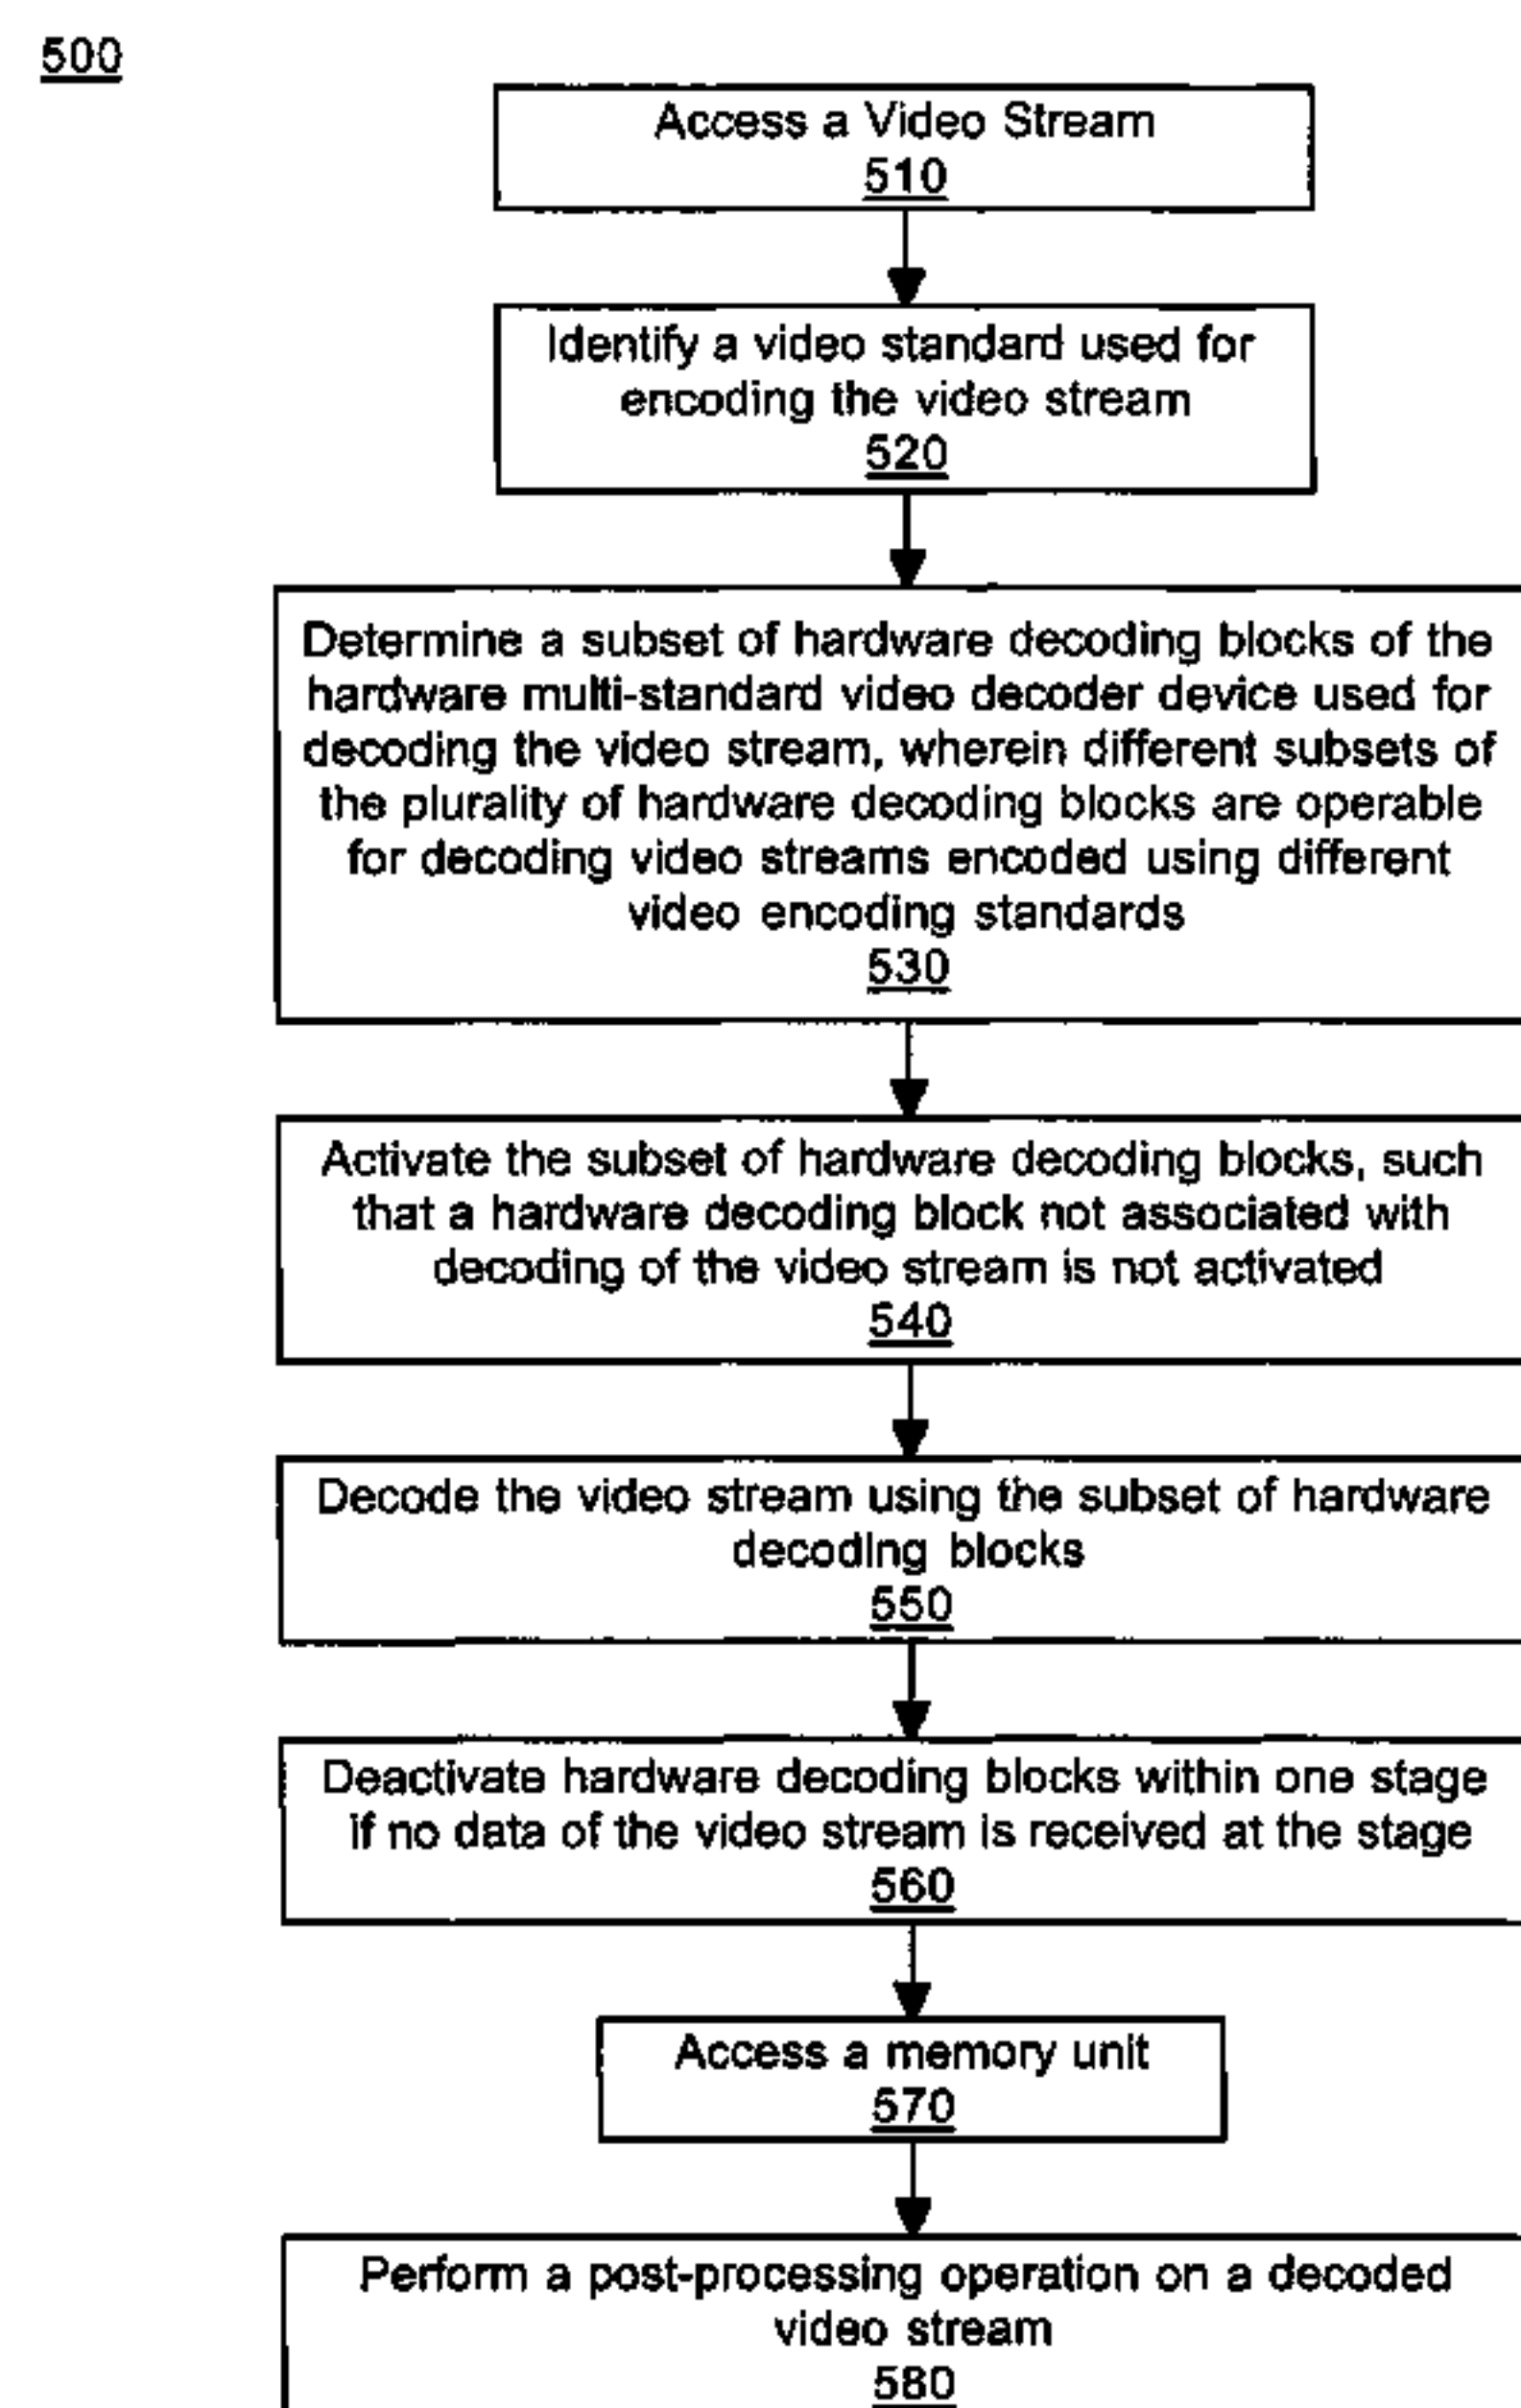 500
Access a Video Stream
510
Identify a video standard used for
encoding the video stream
520
Determine a subset of hardware decoding blocks of the
hardware multi-standard video decoder device used for
decoding the video stream, wherein different subsets of
the plurality of hardware decoding blocks are operable
for decoding video streams encoded using different
video encoding standards
530
Activate the subset of hardware decoding blocks, such
that a hardware decoding block not associated with
decoding of the video stream is not activated
540
Decode the video stream using the subset of hardware
decoding blocks
550
Deactivate hardware decoding blocks within one stage
if no data of the video stream is received at the stage
560
Access a memory unit
570
Perform a post-processing operation on a decoded
video stream
580